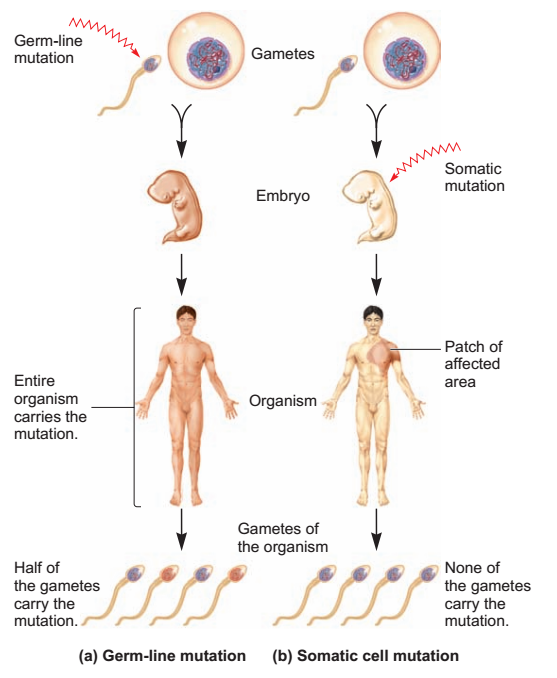 Germ-line
mutation
Gametes
Embryo
Somatic
mutation
Patch of
affected
area
Entire
organism
carries the
mutation.
Organism
Gametes of
the organism
Half of
the gametes
carry the
mutation.
None of
the gametes
carry the
mutation.
(a) Germ-line mutation
(b) Somatic cell mutation